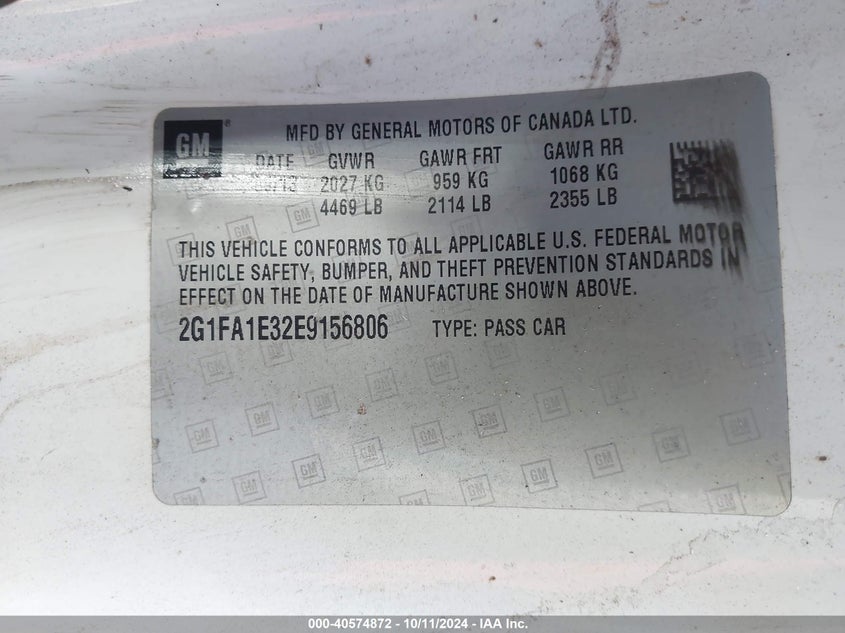 GM
MFD BY GENERAL MOTORS OF CANADA LTD.
DATE GVWR GAWR FRT GAWR RR
2027 KG 959 KG 1068 KG
4469 LB 2114 LB 2355 LB
THIS VEHICLE CONFORMS TO ALL APPLICABLE U.S. FEDERAL MOTOR
VEHICLE SAFETY, BUMPER, AND THEFT PREVENTION STANDARDS IN
EFFECT ON THE DATE OF MANUFACTURE SHOWN ABOVE.
2G1FA1E32E9156806 TYPE: PASS CAR
000-40574872 - 10/11/2024 - IAA Inc.